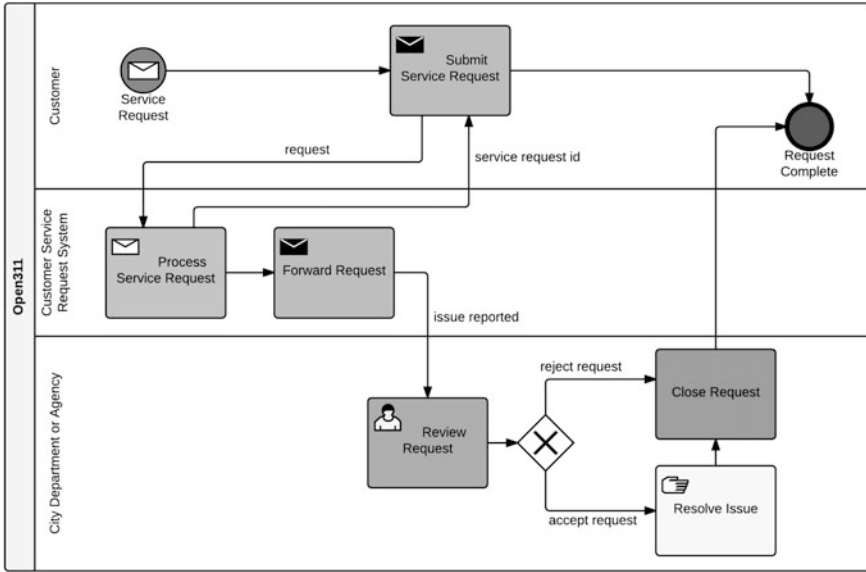 Open311
Customer
Service
Request
Submit
Service Request
Request
Complete
request
service request id
Customer Service
Request System
Process
Service Request
Forward Request
issue reported
City Department or Agency
Review
Request
reject request
accept request
Close Request
Resolve Issue